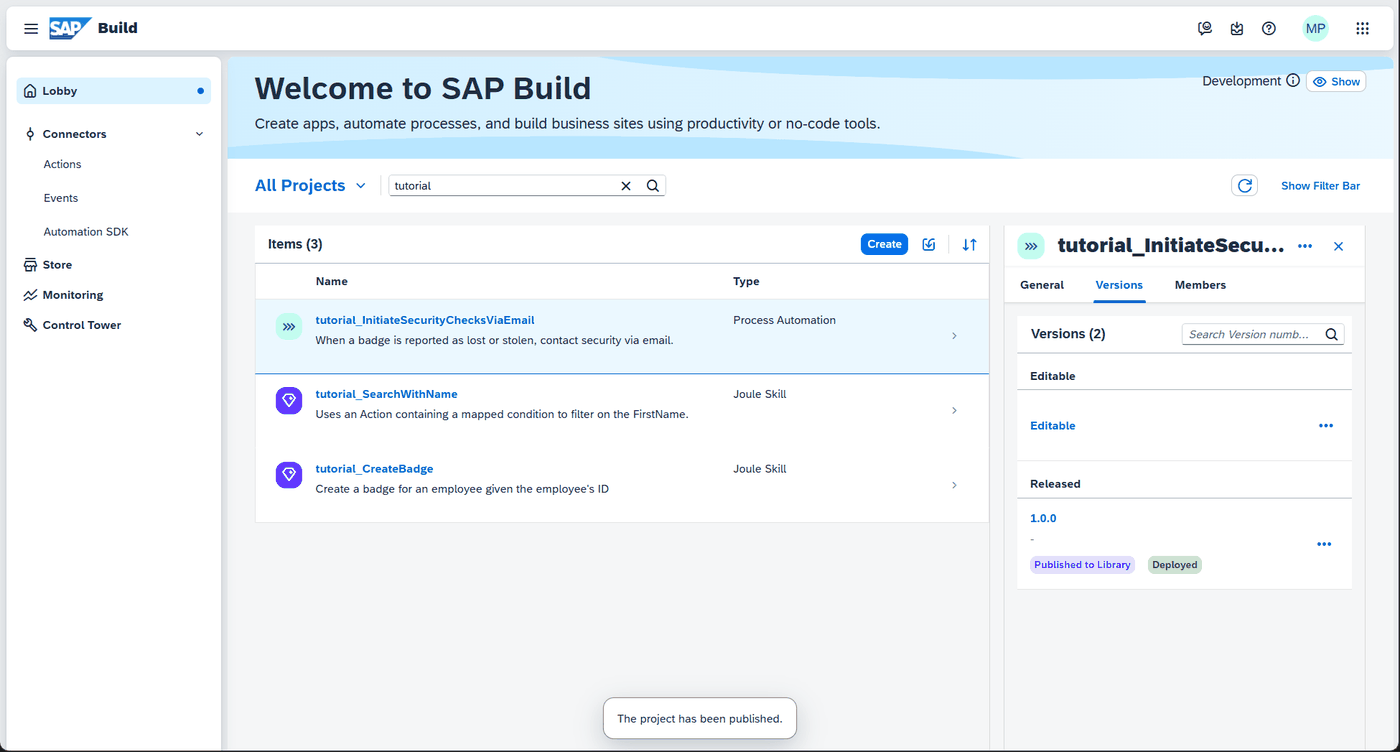 SAP Build
MP
Lobby
Connectors
Actions
Events
Automation SDK
Store
Monitoring
Control Tower
Welcome to SAP Build
Create apps, automate processes, and build business sites using productivity or no-code tools.
Development
Show
All Projects
tutorial
Show Filter Bar
Items (3)
Create
Name
Type
tutorial_InitiateSecurityChecksViaEmail
Process Automation
When a badge is reported as lost or stolen, contact security via email.
tutorial_SearchWithName
Joule Skill
Uses an Action containing a mapped condition to filter on the FirstName.
tutorial_CreateBadge
Joule Skill
Create a badge for an employee given the employee's ID
tutorial_InitiateSecu...
General
Versions
Members
Versions (2)
Search Version numb...
Editable
Editable
Released
1.0.0
-
Published to Library
Deployed
The project has been published.